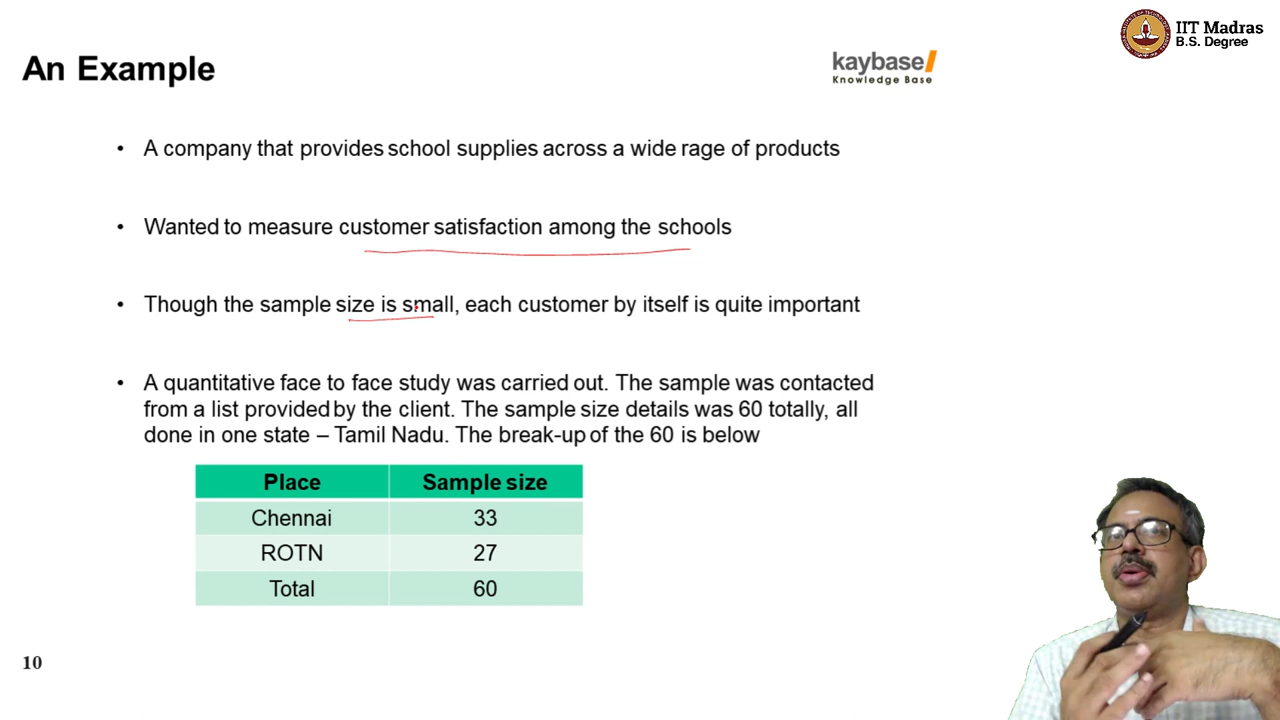 IIT Madras
B.S. Degree
An Example
kaybase
Knowledge Base
• A company that provides school supplies across a wide rage of products
• Wanted to measure customer satisfaction among the schools
• Though the sample size is small, each customer by itself is quite important
• A quantitative face to face study was carried out. The sample was contacted
from a list provided by the client. The sample size details was 60 totally, all
done in one state – Tamil Nadu. The break-up of the 60 is below
Place Sample size
Chennai 33
ROTN 27
Total 60
10